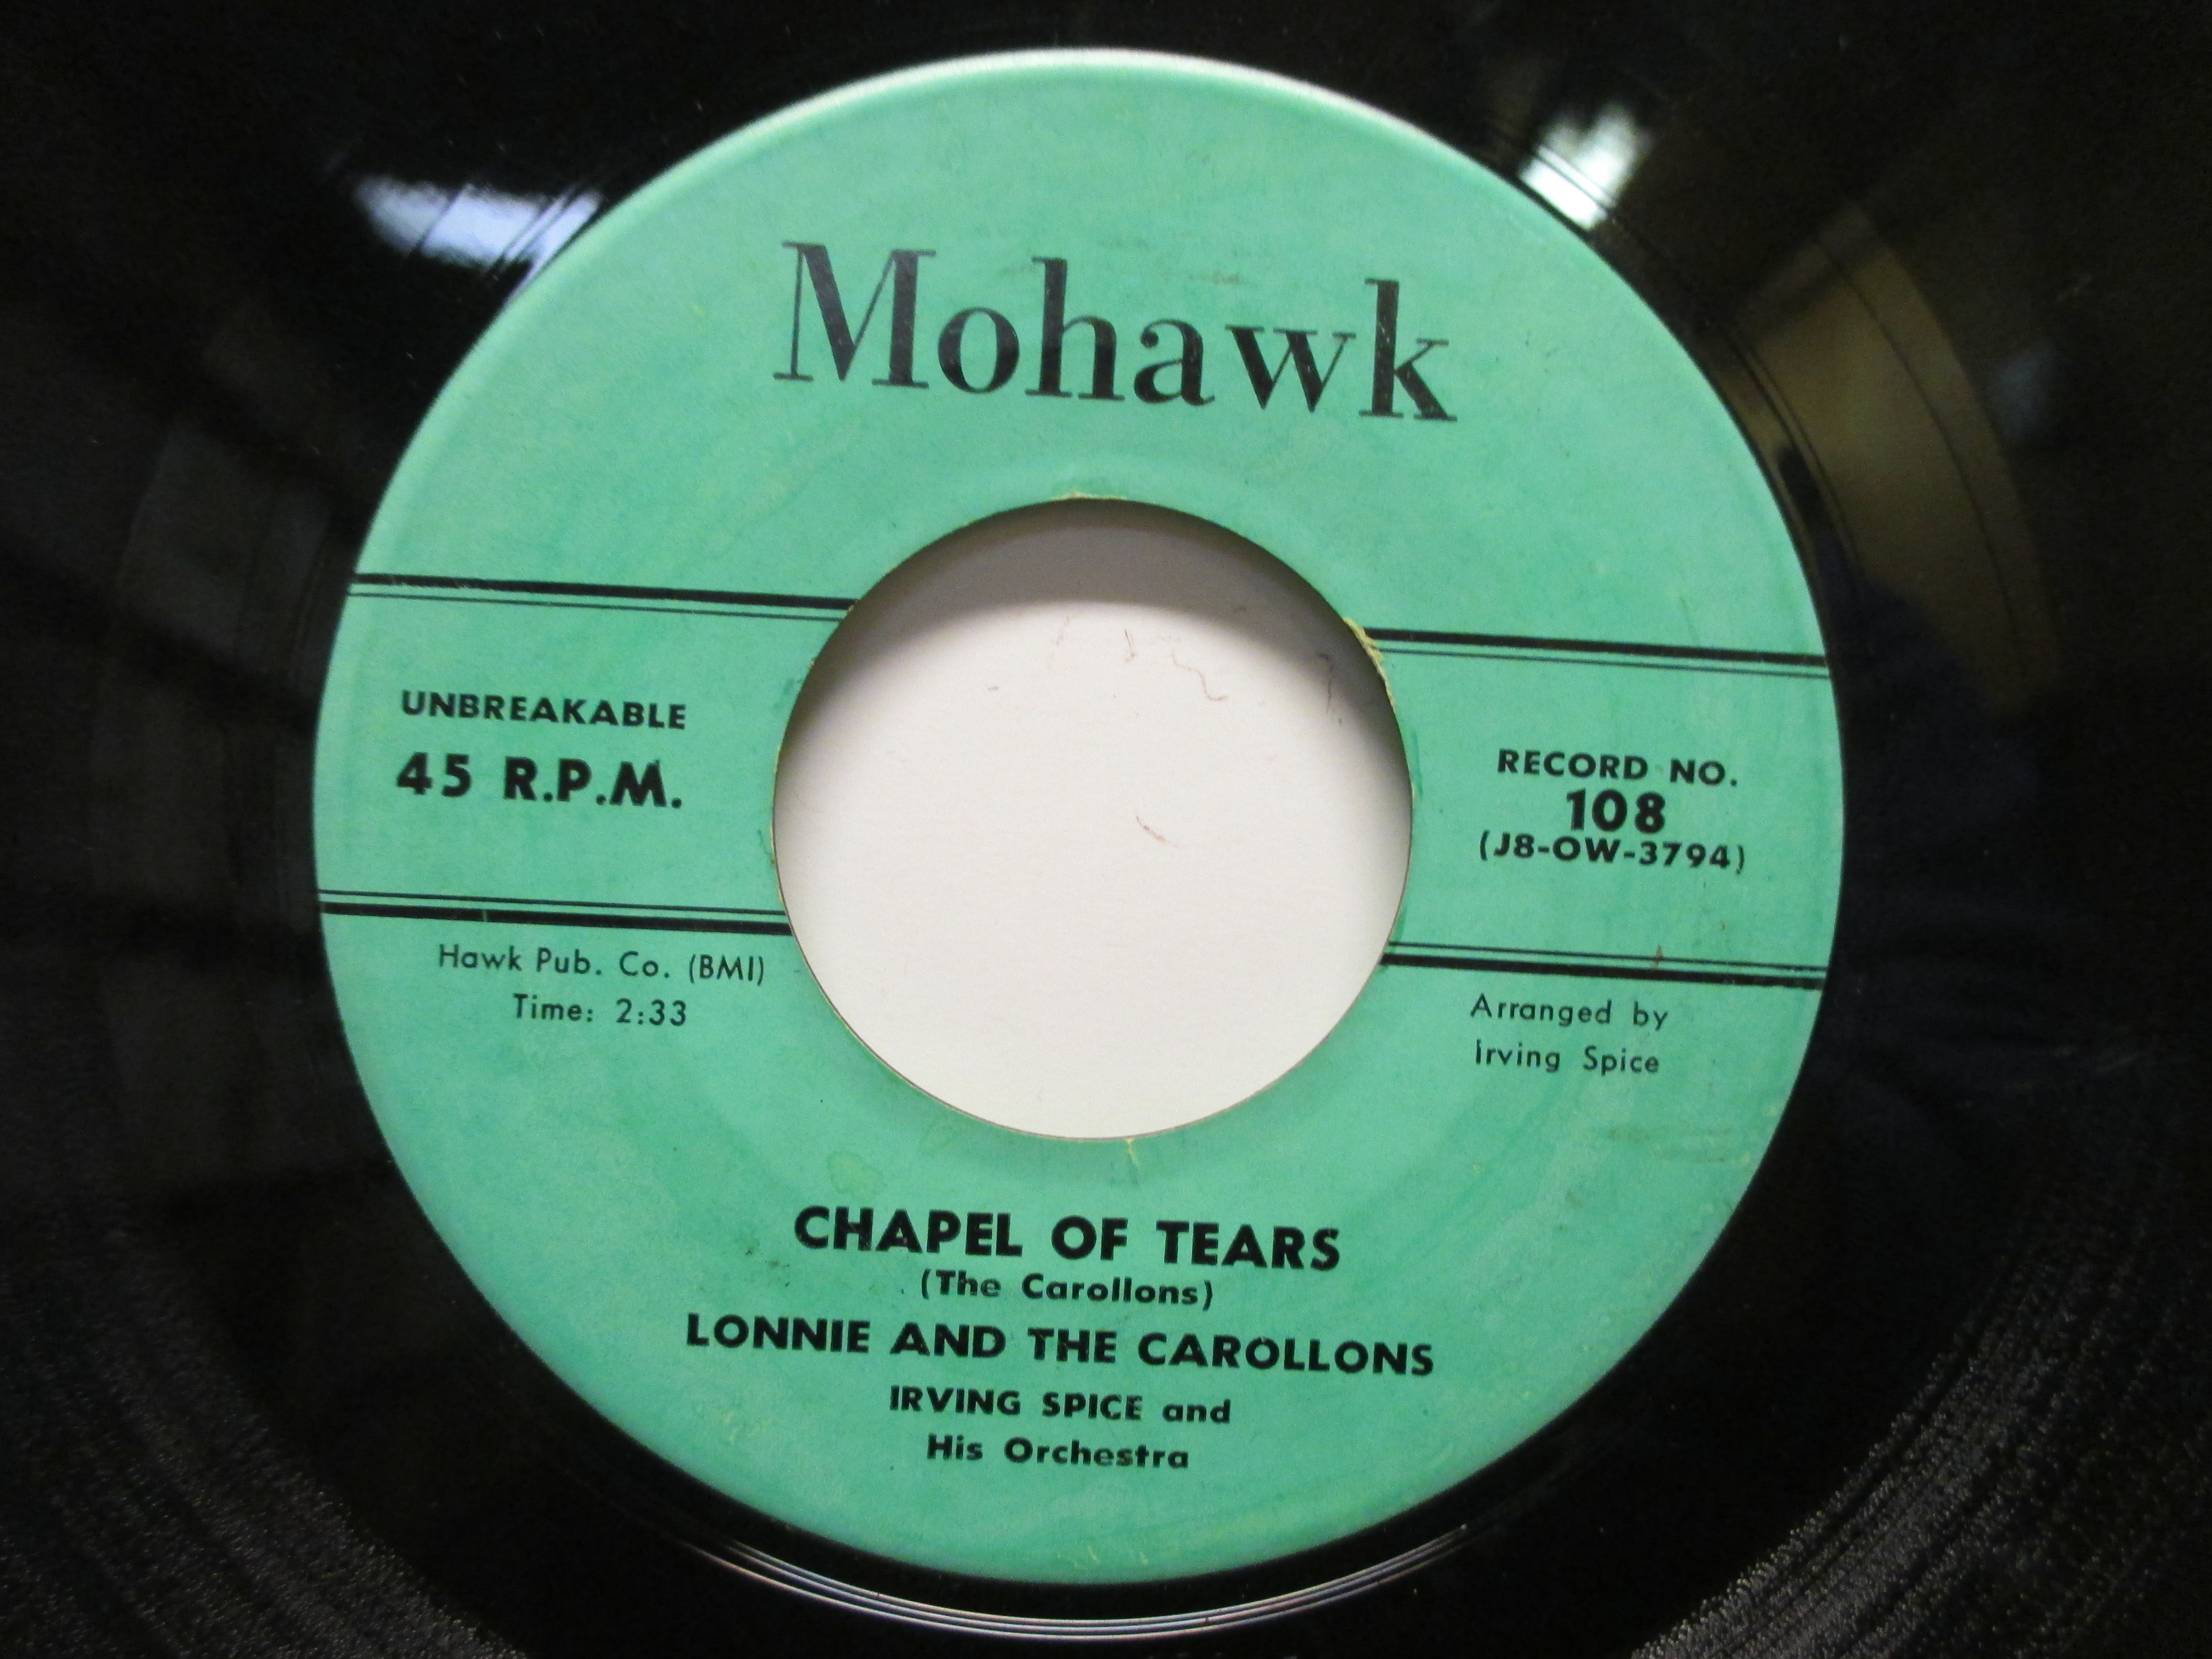 Mohawk
UNBREAKABLE
45 R.P.M.
RECORD NO.
108
(J8-OW-3794)
Hawk Pub. Co. (BMI)
Time: 2:33
Arranged by
Irving Spice
CHAPEL OF TEARS
(The Carollons)
LONNIE AND THE CAROLLONS
IRVING SPICE and
His Orchestra